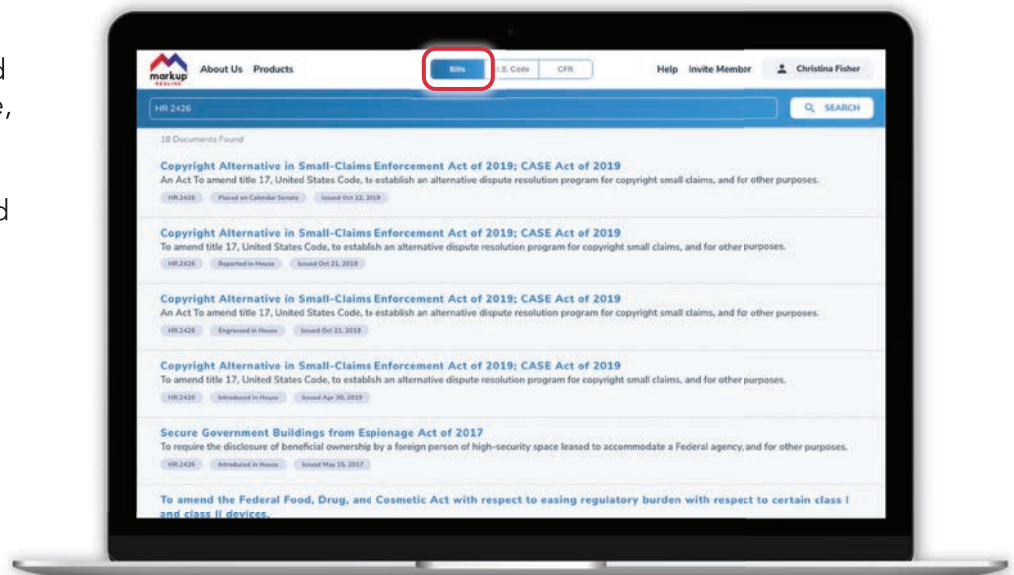 d
e,
d
markup
REDLINE
About Us Products
Bills
U.S. Code
CFR
Help Invite Member
Christina Fisher
HR 2426
SEARCH
18 Documents Found
Copyright Alternative in Small-Claims Enforcement Act of 2019; CASE Act of 2019
An Act To amend title 17, United States Code, to establish an alternative dispute resolution program for copyright small claims, and for other purposes.
HR.2426 Placed on Calendar Senate Issued Oct 22, 2019
Copyright Alternative in Small-Claims Enforcement Act of 2019; CASE Act of 2019
To amend title 17, United States Code, to establish an alternative dispute resolution program for copyright small claims, and for other purposes.
HR.2426 Reported in House Issued Oct 21, 2019
Copyright Alternative in Small-Claims Enforcement Act of 2019; CASE Act of 2019
An Act To amend title 17, United States Code, to establish an alternative dispute resolution program for copyright small claims, and for other purposes.
HR.2426 Engrossed in House Issued Oct 21, 2019
Copyright Alternative in Small-Claims Enforcement Act of 2019; CASE Act of 2019
To amend title 17, United States Code, to establish an alternative dispute resolution program for copyright small claims, and for other purposes.
HR.2426 Introduced in House Issued Apr 30, 2019
Secure Government Buildings from Espionage Act of 2017
To require the disclosure of beneficial ownership by a foreign person of high-security space leased to accommodate a Federal agency, and for other purposes.
HR.2426 Introduced in House Issued May 15, 2017
To amend the Federal Food, Drug, and Cosmetic Act with respect to easing regulatory burden with respect to certain class I
and class II devices.